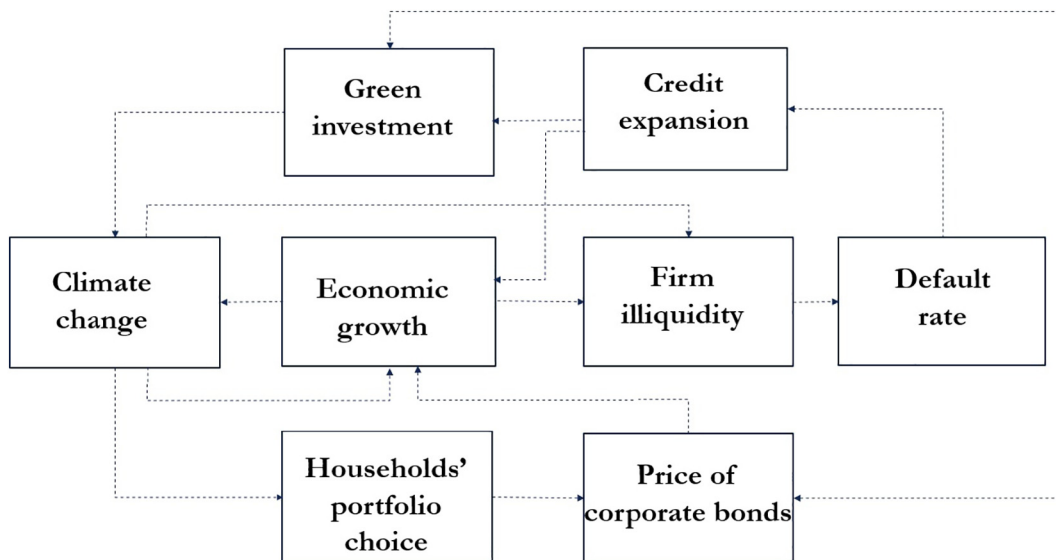 Green
investment
Credit
expansion
Climate
change
Economic
growth
Firm
illiquidity
Default
rate
Households’
portfolio
choice
Price of
corporate bonds